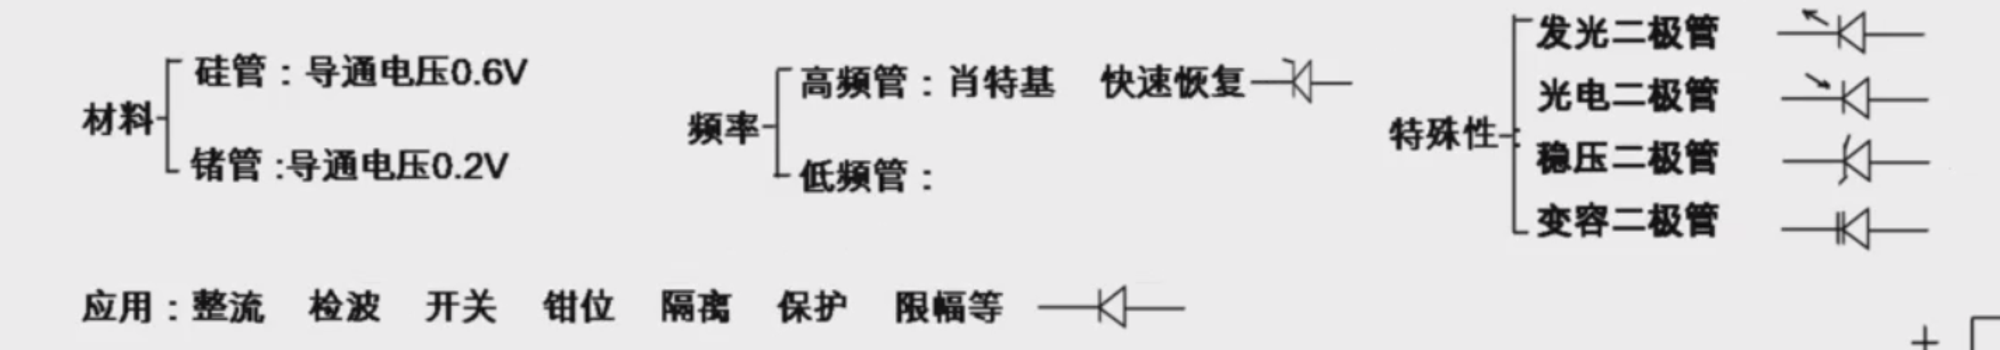 材料
硅管：导通电压0.6V
锗管:导通电压0.2V
频率
高频管：肖特基 快速恢复
低频管：
特殊性：
发光二极管
光电二极管
稳压二极管
变容二极管
应用：整流 检波 开关 钳位 隔离 保护 限幅等